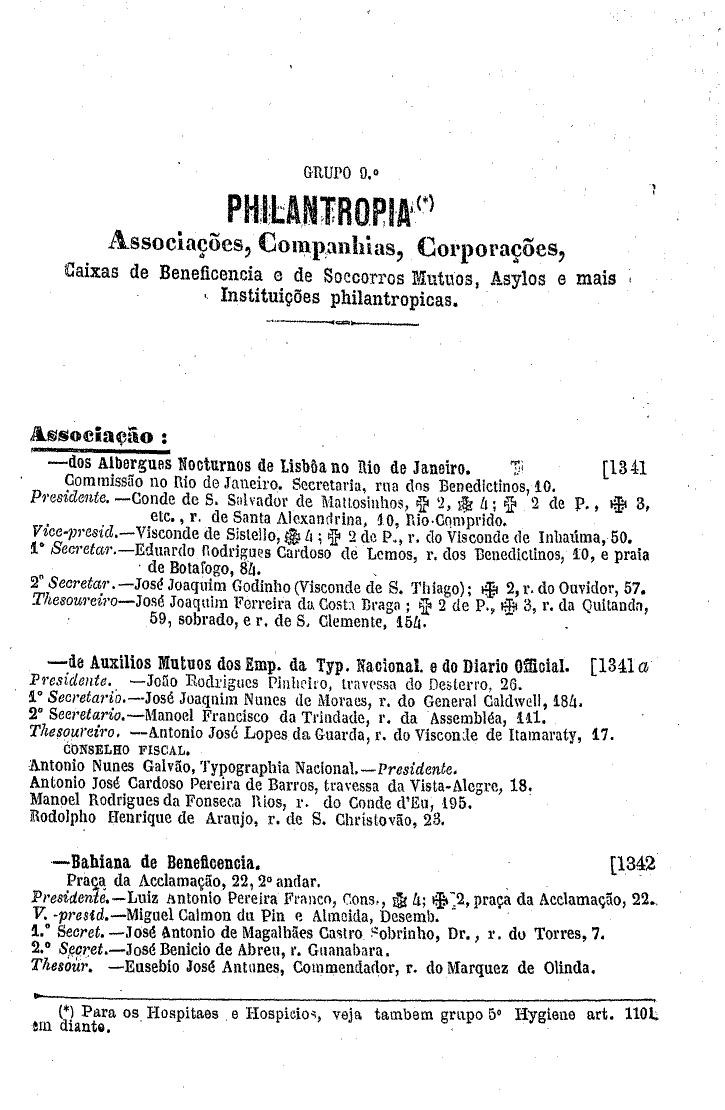 GRUPO 9.º
PHILANTROPIA (*)
Associações, Companhias, Corporações,
Caixas de Beneficencia e de Soccorros Mutuos, Asylos e mais
Instituições philantropicas.
Associação :
—dos Albergues Nocturnos de Lisbôa no Rio de Janeiro. [1341
Commissão no Rio de Janeiro. Secretaria, rua dos Benedictinos, 10.
Presidente.—Conde de S. Salvador de Mattosinhos, ✠ 2, 4; ✠ 2 de P., ✠ 3,
etc., r. de Santa Alexandrina, 10, Rio-Comprido.
Vice-presid.—Visconde de Sistello, 4; ✠ 2 de P., r. do Visconde de Inhaúma, 50.
1º Secretar.—Eduardo Rodrigues Cardoso de Lemos, r. dos Benedictinos, 10, e praia
de Botafogo, 84.
2º Secretar.—José Joaquim Godinho (Visconde de S. Thiago); ✠ 2, r. do Ouvidor, 57.
Thesoureiro—José Joaquim Ferreira da Costa Braga; ✠ 2 de P., ✠ 3, r. da Quitanda,
59, sobrado, e r. de S. Clemente, 154.
—de Auxilios Mutuos dos Emp. da Typ. Nacional. e do Diario Official. [1341 a
Presidente. —João Rodrigues Pinheiro, travessa do Desterro, 26.
1º Secretario.—José Joaquim Nunes de Moraes, r. do General Caldwell, 184.
2º Secretario.—Manoel Francisco da Trindade, r. da Assembléa, 111.
Thesoureiro. —Antonio José Lopes da Guarda, r. do Visconde de Itamaraty, 17.
CONSELHO FISCAL.
Antonio Nunes Galvão, Typographia Nacional.—Presidente.
Antonio José Cardoso Pereira de Barros, travessa da Vista-Alegre, 18.
Manoel Rodrigues da Fonseca Rios, r. do Conde d'Eu, 195.
Rodolpho Henrique de Araujo, r. de S. Christovão, 23.
—Bahiana de Beneficencia. [1342
Praça da Acclamação, 22, 2º andar.
Presidente.—Luiz Antonio Pereira Franco, Cons., 4; ✠ 2, praça da Acclamação, 22.
V. -presid.—Miguel Calmon du Pin e Almeida, Desemb.
1.º Secret. —José Antonio de Magalhães Castro Sobrinho, Dr., r. do Torres, 7.
2.º Secret.—José Benicio de Abreu, r. Guanabara.
Thesour. —Eusebio José Antunes, Commendador, r. do Marquez de Olinda.
(*) Para os Hospitaes e Hospicios, veja tambem grupo 5º Hygiene art. 1101
em diante.